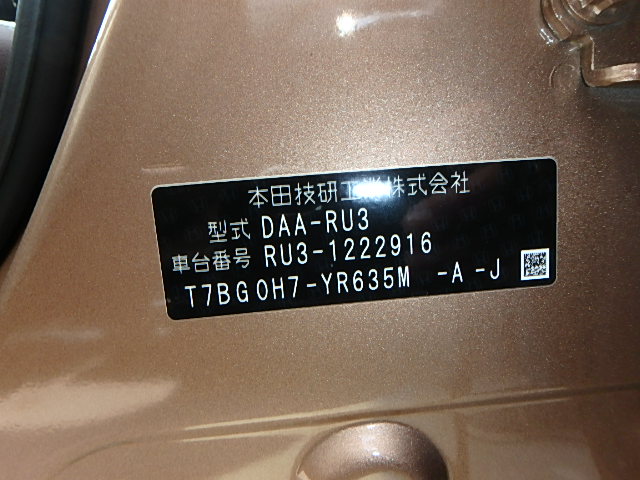 本田技研工業株式会社
型式 DAA-RU3
車台番号 RU3-1222916
T7BG0H7-YR635M -A -J